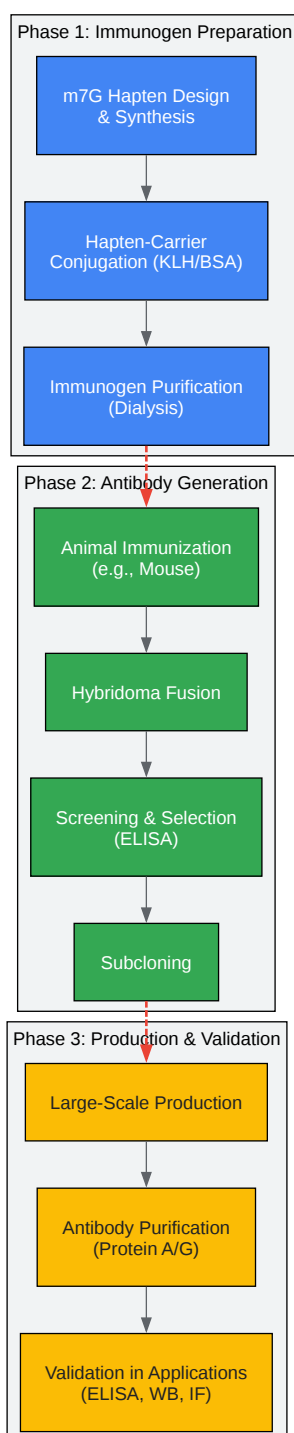 Phase 1: Immunogen Preparation
m7G Hapten Design
& Synthesis
Hapten-Carrier
Conjugation (KLH/BSA)
Immunogen Purification
(Dialysis)
Phase 2: Antibody Generation
Animal Immunization
(e.g., Mouse)
Hybridoma Fusion
Screening & Selection
(ELISA)
Subcloning
Phase 3: Production & Validation
Large-Scale Production
Antibody Purification
(Protein A/G)
Validation in Applications
(ELISA, WB, IF)